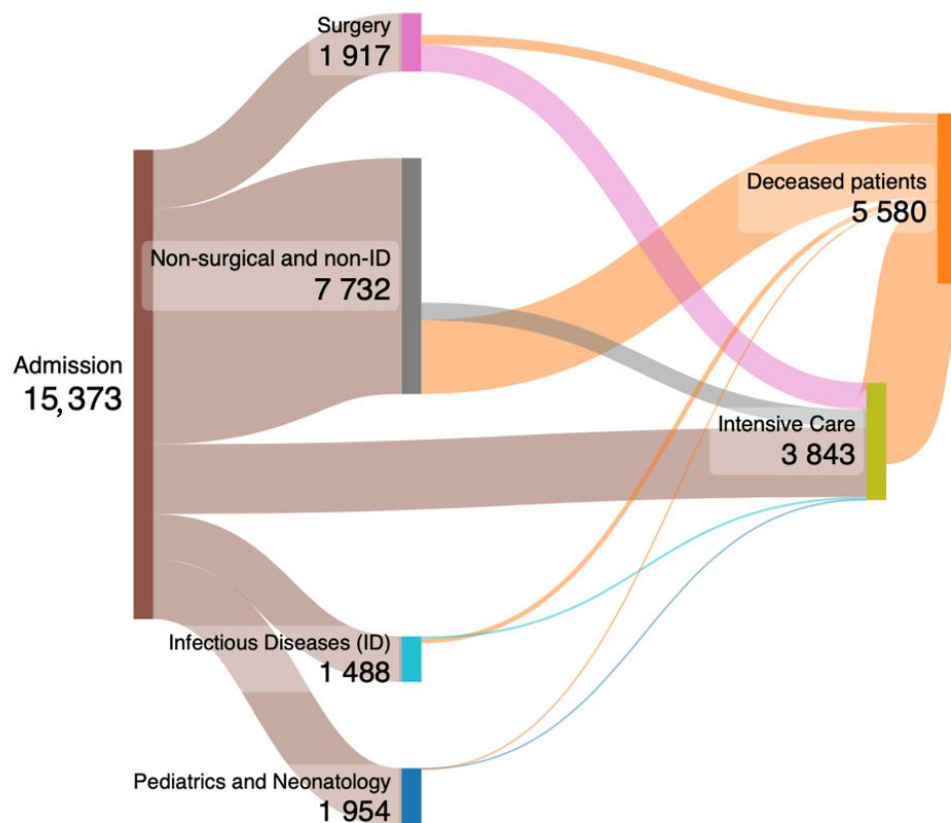 Surgery
1 917
Deceased patients
5 580
Non-surgical and non-ID
7 732
Admission
15,373
Intensive Care
3 843
Infectious Diseases (ID)
1 488
Pediatrics and Neonatology
1 954